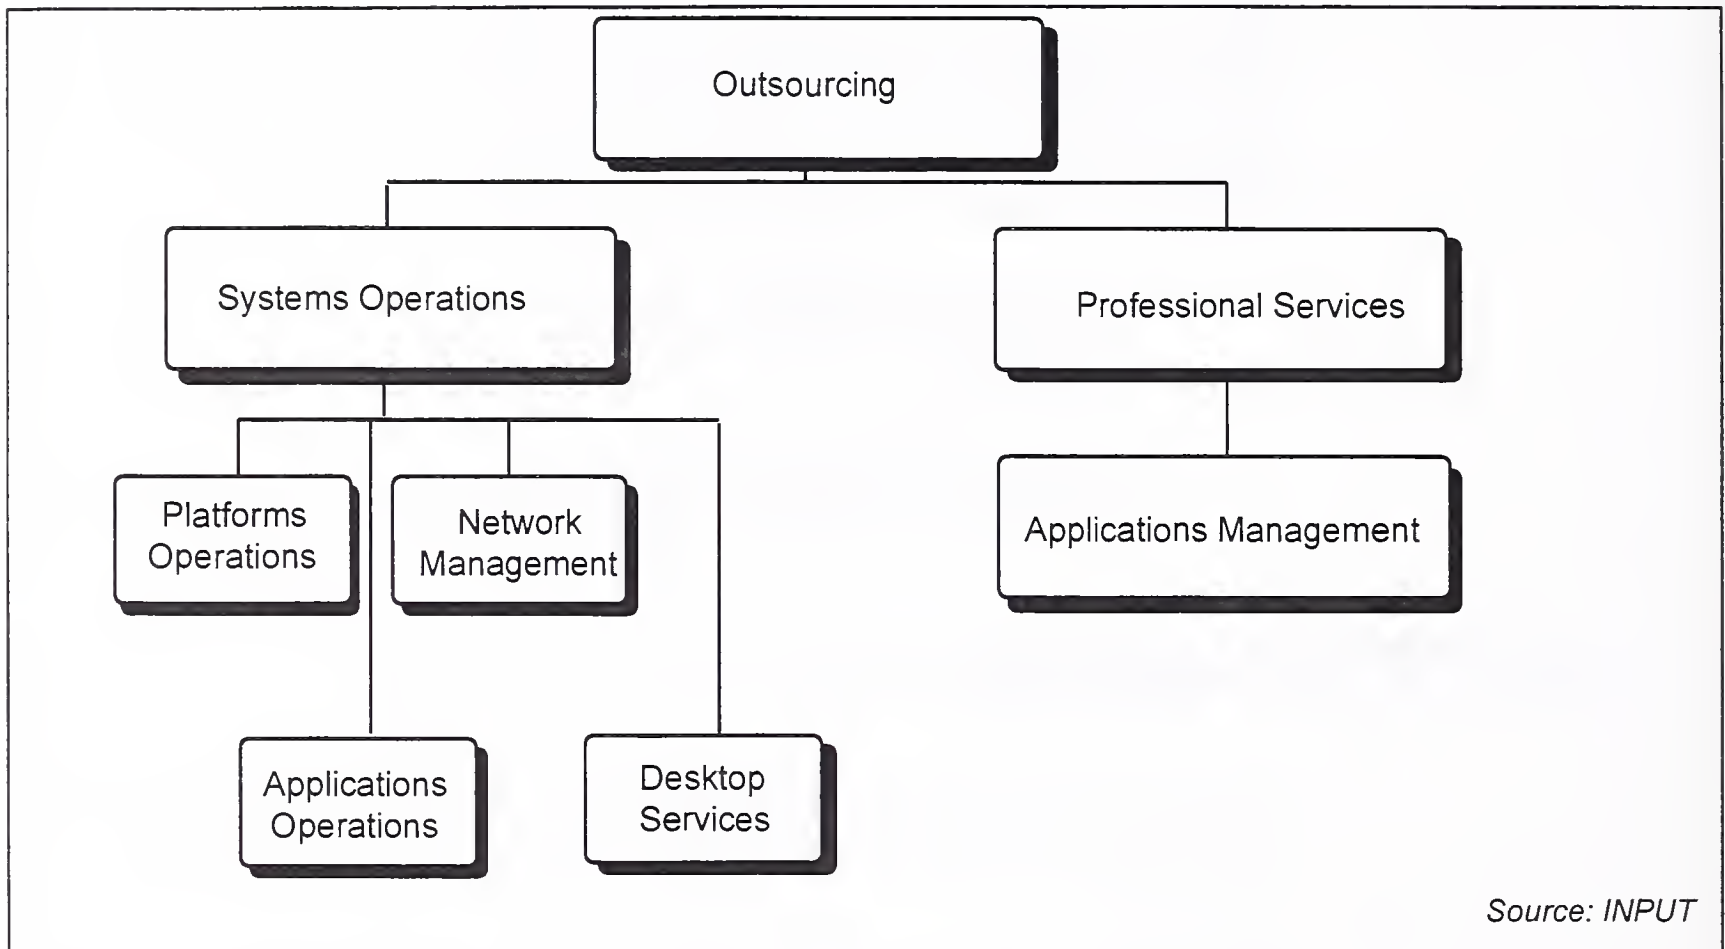 Outsourcing
Systems Operations
Professional Services
Platforms
Operations
Network
Management
Applications Management
Applications
Operations
Desktop
Services
Source: INPUT